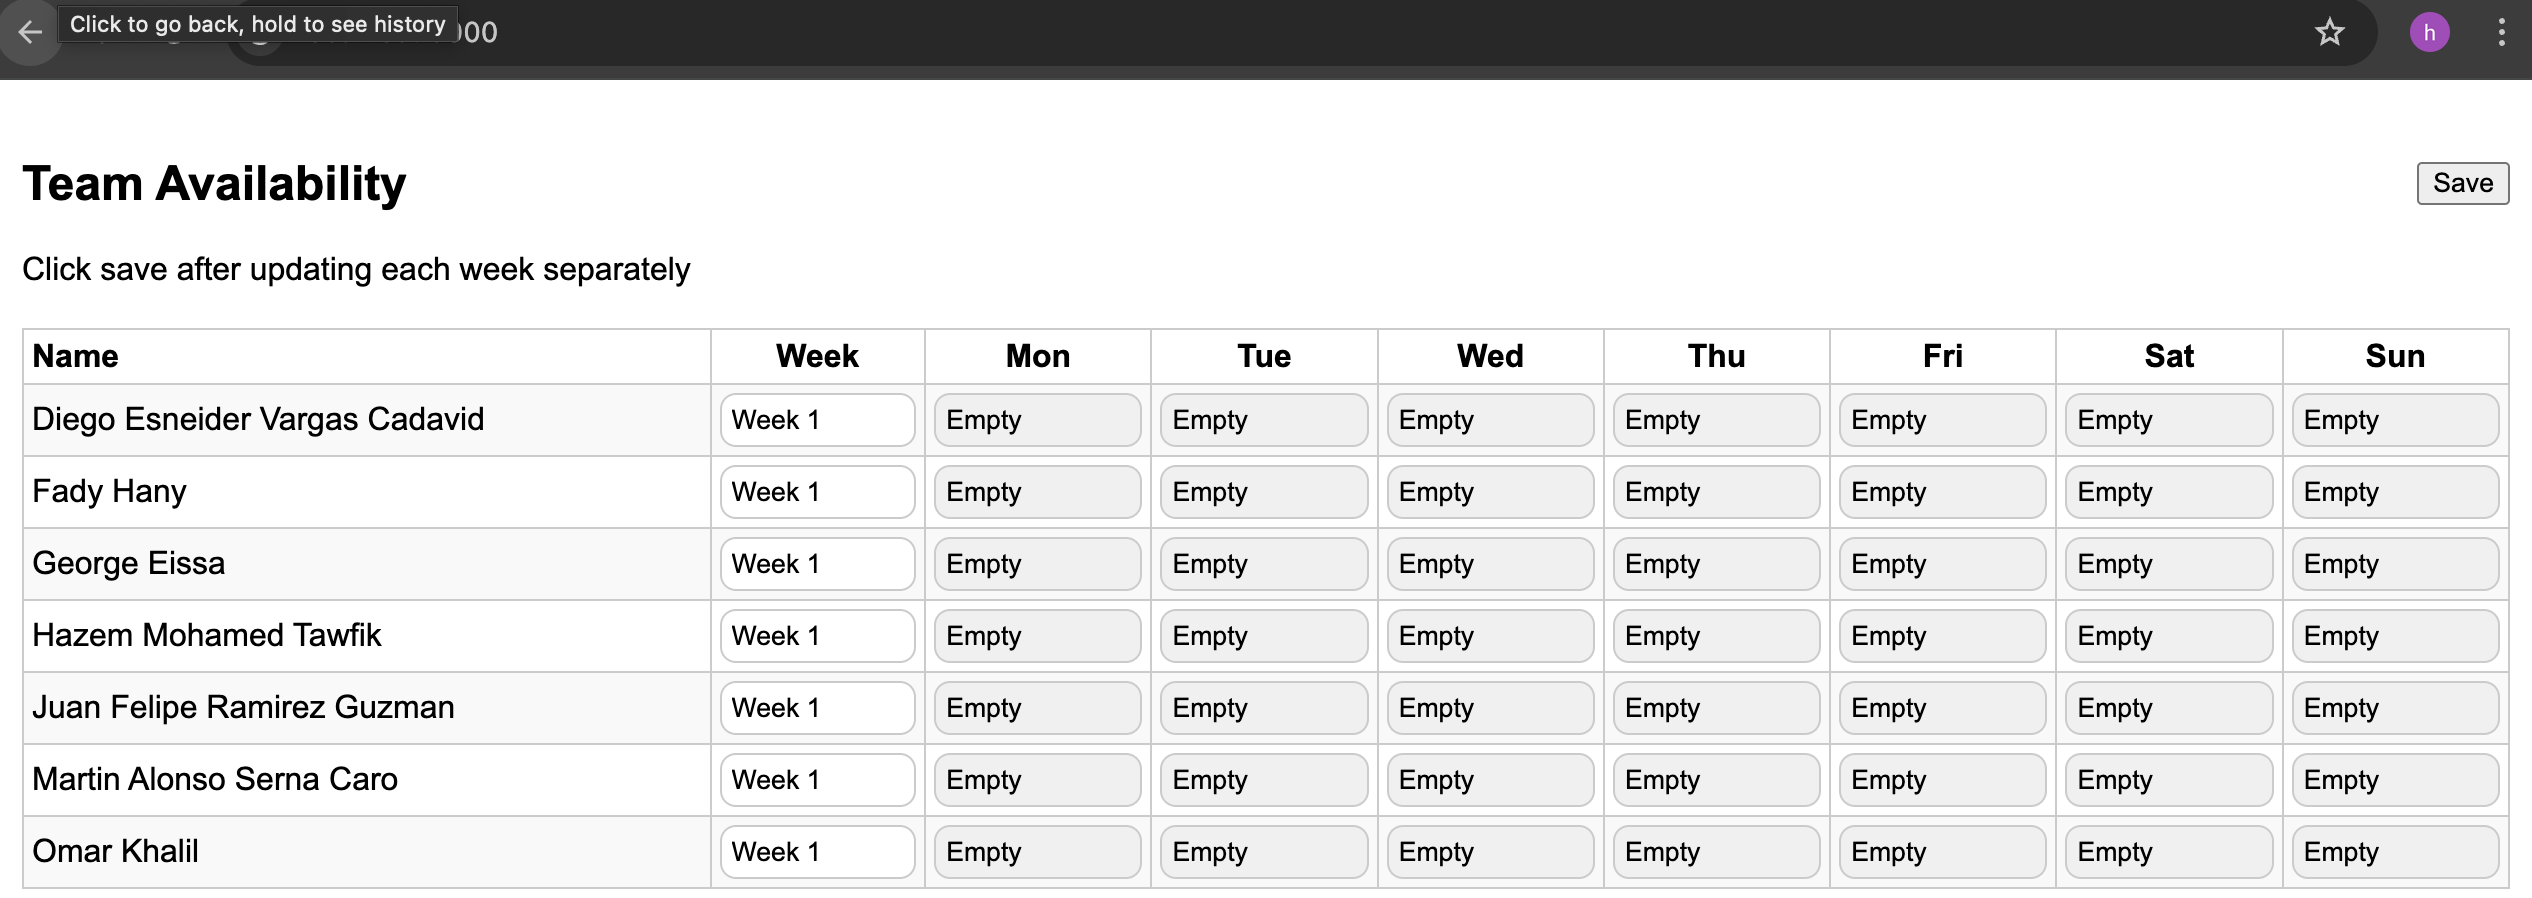 Click to go back, hold to see history
000
h
Team Availability
Save
Click save after updating each week separately
Name Week Mon Tue Wed Thu Fri Sat Sun
Diego Esneider Vargas Cadavid Week 1 Empty Empty Empty Empty Empty Empty Empty
Fady Hany Week 1 Empty Empty Empty Empty Empty Empty Empty
George Eissa Week 1 Empty Empty Empty Empty Empty Empty Empty
Hazem Mohamed Tawfik Week 1 Empty Empty Empty Empty Empty Empty Empty
Juan Felipe Ramirez Guzman Week 1 Empty Empty Empty Empty Empty Empty Empty
Martin Alonso Serna Caro Week 1 Empty Empty Empty Empty Empty Empty Empty
Omar Khalil Week 1 Empty Empty Empty Empty Empty Empty Empty